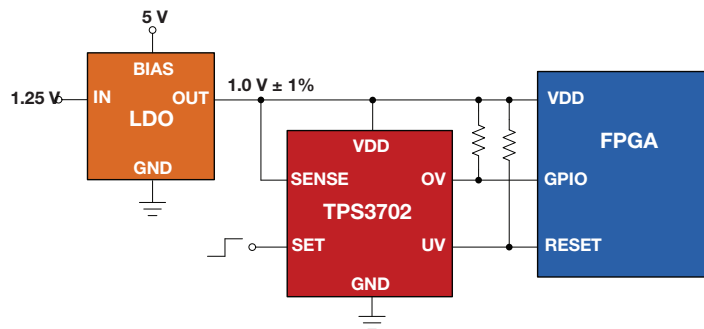 5 V
BIAS
1.25 V
IN
OUT
LDO
GND
1.0 V ± 1%
VDD
SENSE
OV
TPS3702
SET
UV
GND
VDD
FPGA
GPIO
RESET